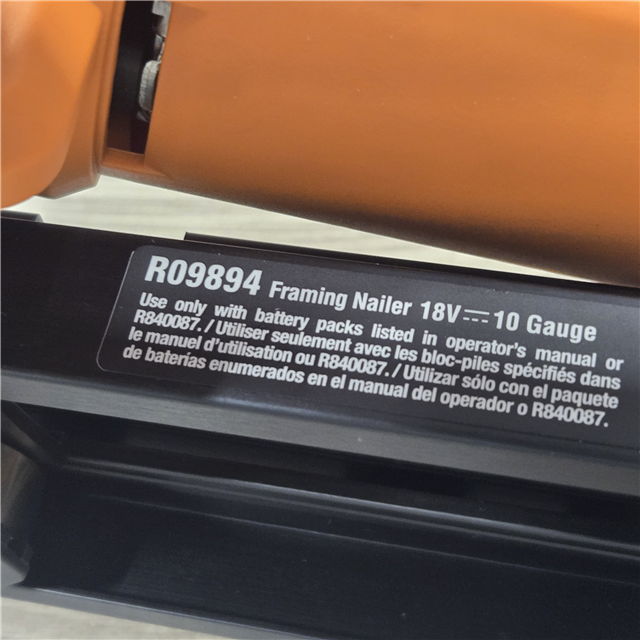 R09894 Framing Nailer 18V⎓10 Gauge
Use only with battery packs listed in operator's manual or
R840087. / Utiliser seulement avec les bloc-piles spécifiés dans
le manuel d'utilisation ou R840087. / Utilizar sólo con el paquete
de baterías enumerados en el manual del operador o R840087.